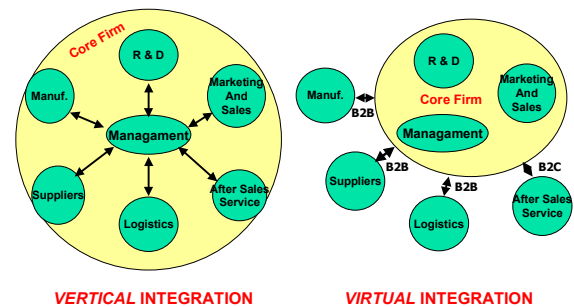 Core Firm
R & D
Manuf.
Marketing
And
Sales
Managament
Suppliers
Logistics
After Sales
Service
VERTICAL INTEGRATION
R & D
Core Firm
Marketing
And
Sales
Manuf.
B2B
Managament
Suppliers
B2B
Logistics
B2B
B2C
After Sales
Service
VIRTUAL INTEGRATION